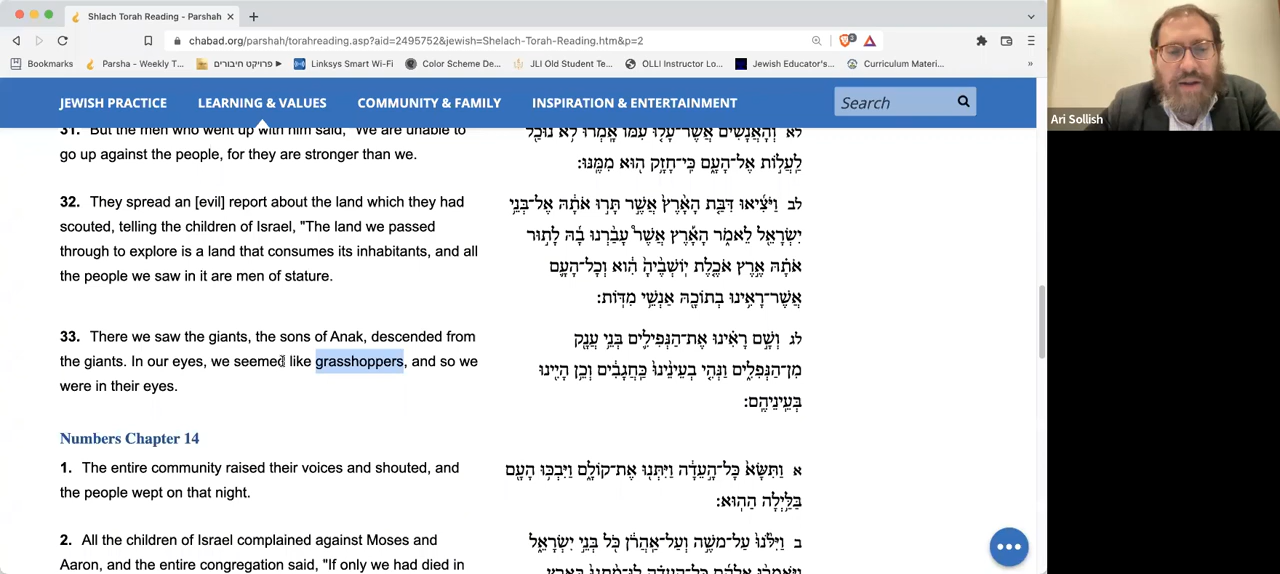 Shlach Torah Reading - Parshah
chabad.org/parshah/torahreading.asp?aid=2495752&jewish=Shelach-Torah-Reading.htm&p=2
3
Bookmarks
Parsha - Weekly T...
פרויקט חיבורים
Linksys Smart Wi-Fi
Color Scheme De...
JLI Old Student Te...
OLLI Instructor Lo...
Jewish Educator's...
Curriculum Materi...
»
JEWISH PRACTICE
LEARNING & VALUES
COMMUNITY & FAMILY
INSPIRATION & ENTERTAINMENT
Search
Ari Sollish
31. But the men who went up with him said, "We are unable to
go up against the people, for they are stronger than we.
לא וְהָאֲנָשִׁ֞ים אֲשֶׁר־עָל֤וּ עִמּוֹ֙ אָֽמְר֔וּ לֹ֥א נוּכַ֖ל
לַֽעֲל֣וֹת אֶל־הָעָ֑ם כִּֽי־חָזָ֥ק ה֖וּא מִמֶּֽנּוּ:
32. They spread an [evil] report about the land which they had
scouted, telling the children of Israel, "The land we passed
through to explore is a land that consumes its inhabitants, and all
the people we saw in it are men of stature.
לב וַיֹּצִ֜יאוּ דִּבַּ֤ת הָאָ֨רֶץ֙ אֲשֶׁ֣ר תָּר֣וּ אֹתָ֔הּ אֶל־בְּנֵ֥י
יִשְׂרָאֵ֖ל לֵאמֹ֑ר הָאָ֡רֶץ אֲשֶׁר֩ עָבַ֨רְנוּ בָ֜הּ לָת֣וּר
אֹתָ֗הּ אֶ֣רֶץ אֹכֶ֤לֶת יֽוֹשְׁבֶ֨יהָ֙ הִ֔וא וְכָל־הָעָ֛ם
אֲשֶׁר־רָאִ֥ינוּ בְתוֹכָ֖הּ אַנְשֵׁ֥י מִדּֽוֹת:
33. There we saw the giants, the sons of Anak, descended from
the giants. In our eyes, we seemed like grasshoppers, and so we
were in their eyes.
לג וְשָׁ֣ם רָאִ֗ינוּ אֶת־הַנְּפִילִ֛ים בְּנֵ֥י עֲנָ֖ק
מִן־הַנְּפִלִ֑ים וַנְּהִ֤י בְעֵינֵ֨ינוּ֙ כַּֽחֲגָבִ֔ים וְכֵ֥ן הָיִ֖ינוּ
בְּעֵֽינֵיהֶֽם:
Numbers Chapter 14
1. The entire community raised their voices and shouted, and
the people wept on that night.
א וַתִּשָּׂא֙ כָּל־הָ֣עֵדָ֔ה וַיִּתְּנ֖וּ אֶת־קוֹלָ֑ם וַיִּבְכּ֥וּ הָעָ֖ם
בַּלַּ֥יְלָה הַהֽוּא:
2. All the children of Israel complained against Moses and
Aaron, and the entire congregation said, "If only we had died in
ב וַיִּלֹּ֨נוּ֙ עַל־משֶׁ֣ה וְעַל־אַֽהֲרֹ֔ן כֹּ֖ל בְּנֵ֣י יִשְׂרָאֵ֑ל